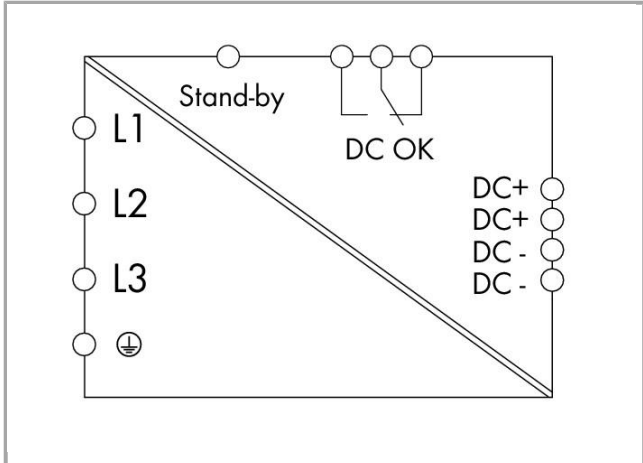 Stand-by
DC OK
L1
L2
L3
DC+
DC+
DC -
DC -